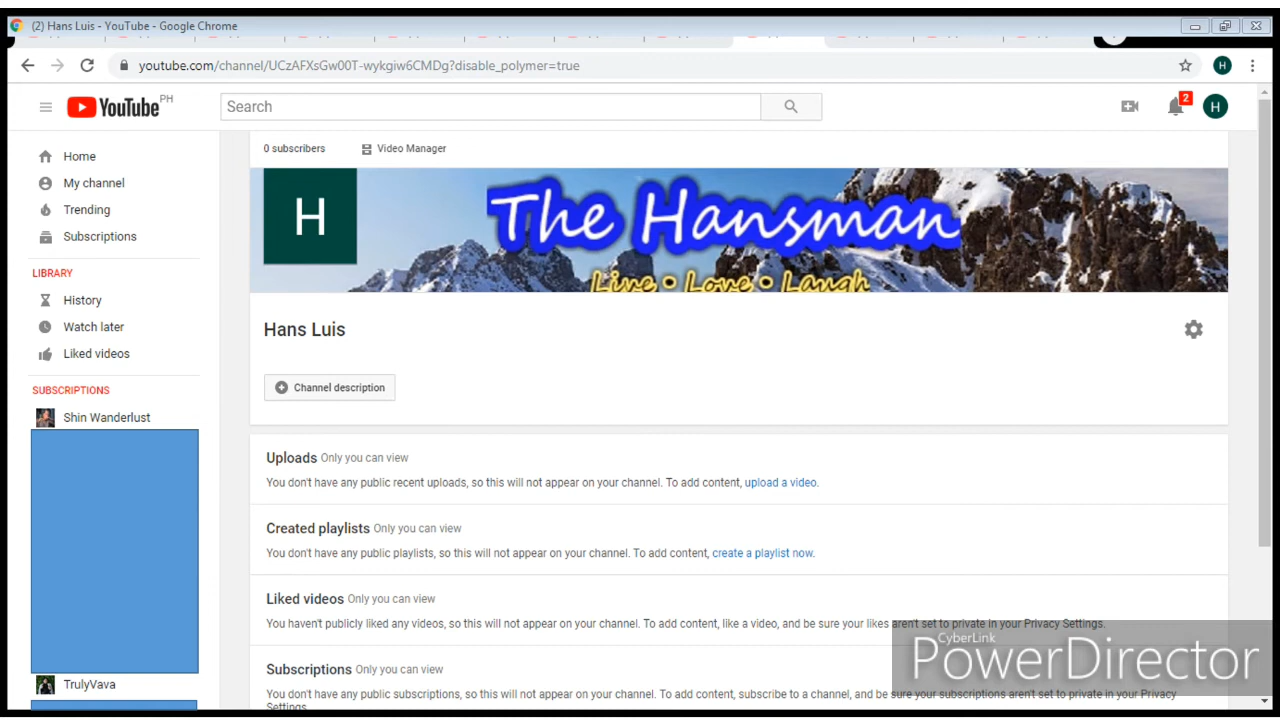 (2) Hans Luis - YouTube - Google Chrome
youtube.com/channel/UCzAFXsGw00T-wykgiw6CMDg?disable_polymer=true
H
YouTube PH
Search
2
H
Home
My channel
Trending
Subscriptions
LIBRARY
History
Watch later
Liked videos
SUBSCRIPTIONS
Shin Wanderlust
TrulyVava
0 subscribers
Video Manager
H
The Hansman
Live • Love • Laugh
Hans Luis
Channel description
Uploads Only you can view
You don't have any public recent uploads, so this will not appear on your channel. To add content, upload a video.
Created playlists Only you can view
You don't have any public playlists, so this will not appear on your channel. To add content, create a playlist now.
Liked videos Only you can view
You haven't publicly liked any videos, so this will not appear on your channel. To add content, like a video, and be sure your likes aren't set to private in your Privacy Settings.
Subscriptions Only you can view
You don't have any public subscriptions, so this will not appear on your channel. To add content, subscribe to a channel, and be sure your subscriptions aren't set to private in your Privacy
Settings.
CyberLink
PowerDirector